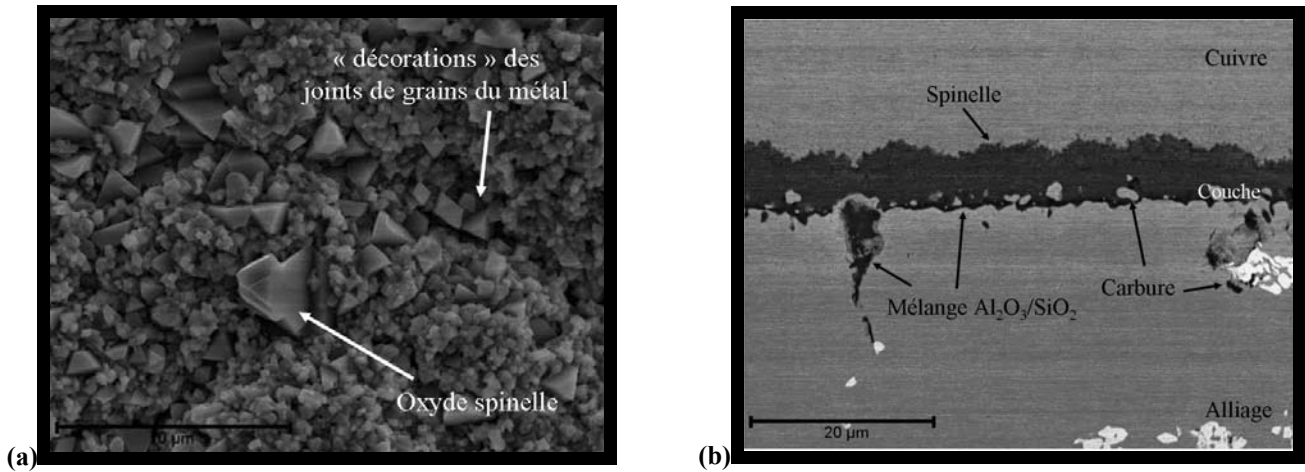 « décorations » des
joints de grains du métal
Oxyde spinelle
µm
(a)
Cuivre
Spinelle
Couche
Carbure
Mélange Al₂O₃/SiO₂
Alliage
20 µm
(b)